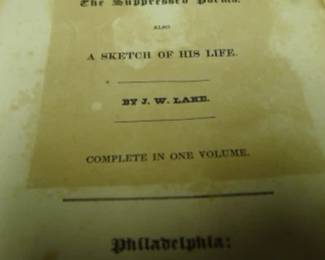 The Suppressed Poems.
ALSO
A SKETCH OF HIS LIFE.
BY J. W. LAKE.
COMPLETE IN ONE VOLUME.
Philadelphia: